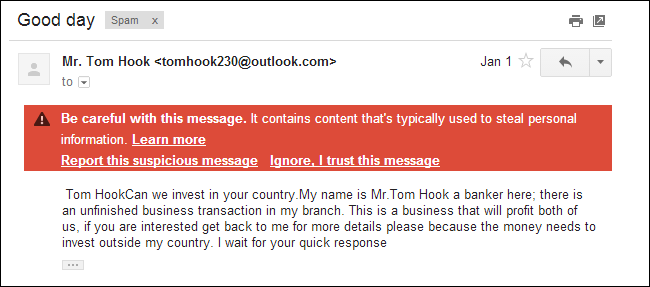 Good day Spam x
Mr. Tom Hook <tomhook230@outlook.com> Jan 1
to
Be careful with this message. It contains content that's typically used to steal personal
information. Learn more
Report this suspicious message Ignore, I trust this message
Tom HookCan we invest in your country.My name is Mr.Tom Hook a banker here; there is
an unfinished business transaction in my branch. This is a business that will profit both of
us, if you are interested get back to me for more details please because the money needs to
invest outside my country. I wait for your quick response